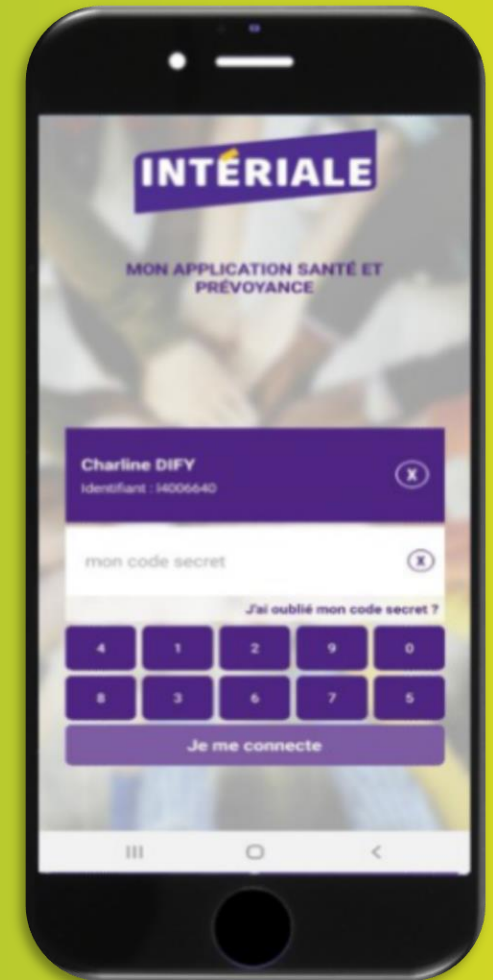 INTÉRIALE
MON APPLICATION SANTÉ ET
PRÉVOYANCE
Charline DIFY
Identifiant : I4006640
X
mon code secret
X
J'ai oublié mon code secret ?
4 1 2 9 0
8 3 6 7 5
Je me connecte